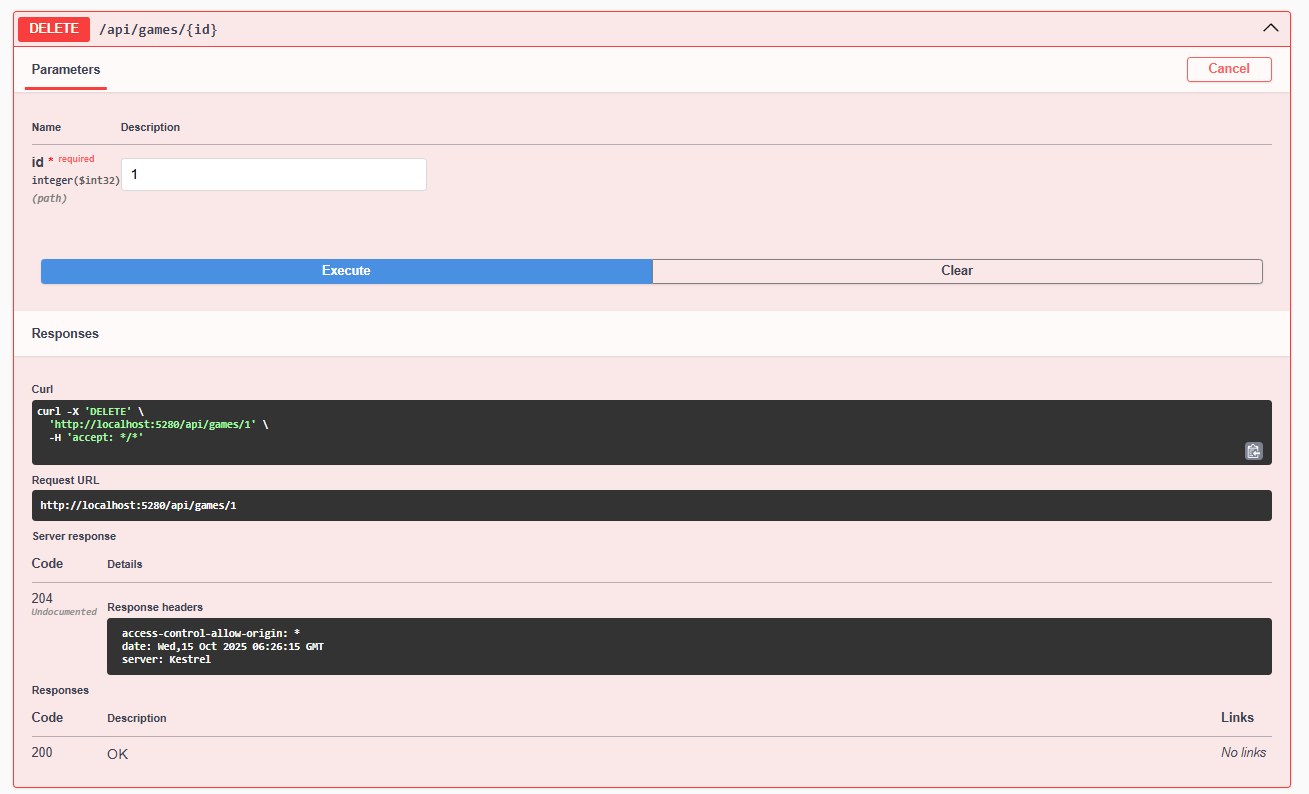 DELETE /api/games/{id}
Parameters
Cancel
Name Description
id * required
integer($int32)
(path)
1
Execute Clear
Responses
Curl
curl -X 'DELETE' \
'http://localhost:5280/api/games/1' \
-H 'accept: */*'
Request URL
http://localhost:5280/api/games/1
Server response
Code Details
204
Undocumented
Response headers
access-control-allow-origin: *
date: Wed,15 Oct 2025 06:26:15 GMT
server: Kestrel
Responses
Code Description Links
200 OK No links